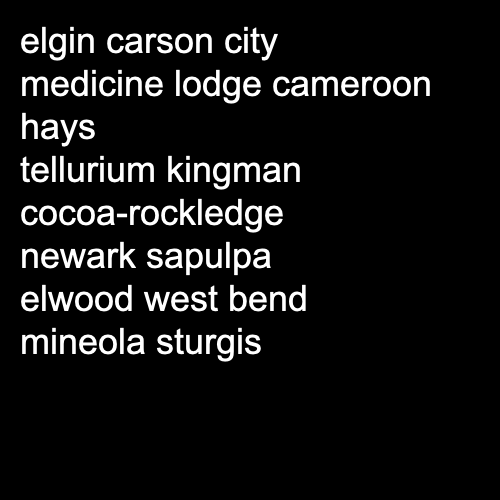 elgin carson city
medicine lodge cameroon
hays
tellurium kingman
cocoa-rockledge
newark sapulpa
elwood west bend
mineola sturgis